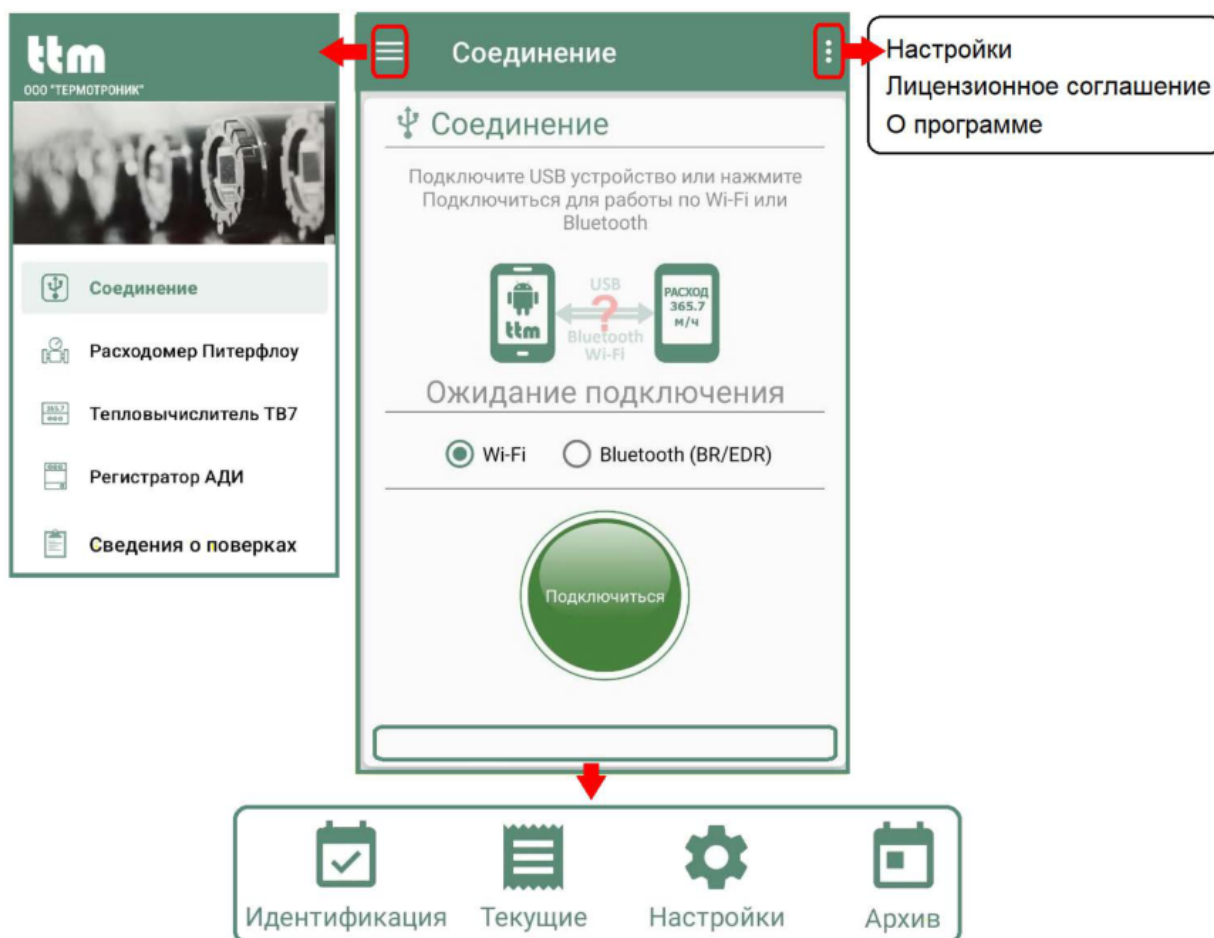 ttm
ООО "ТЕРМОТРОНИК"
Соединение
Расходомер Питерфлоу
Тепловычислитель ТВ7
Регистратор АДИ
Сведения о поверках
Соединение
Соединение
Подключите USB устройство или нажмите
Подключиться для работы по Wi-Fi или
Bluetooth
ttm
USB
?
Bluetooth
Wi-Fi
РАСХОД
365.7
м/ч
Ожидание подключения
Wi-Fi
Bluetooth (BR/EDR)
Подключиться
Настройки
Лицензионное соглашение
О программе
Идентификация
Текущие
Настройки
Архив